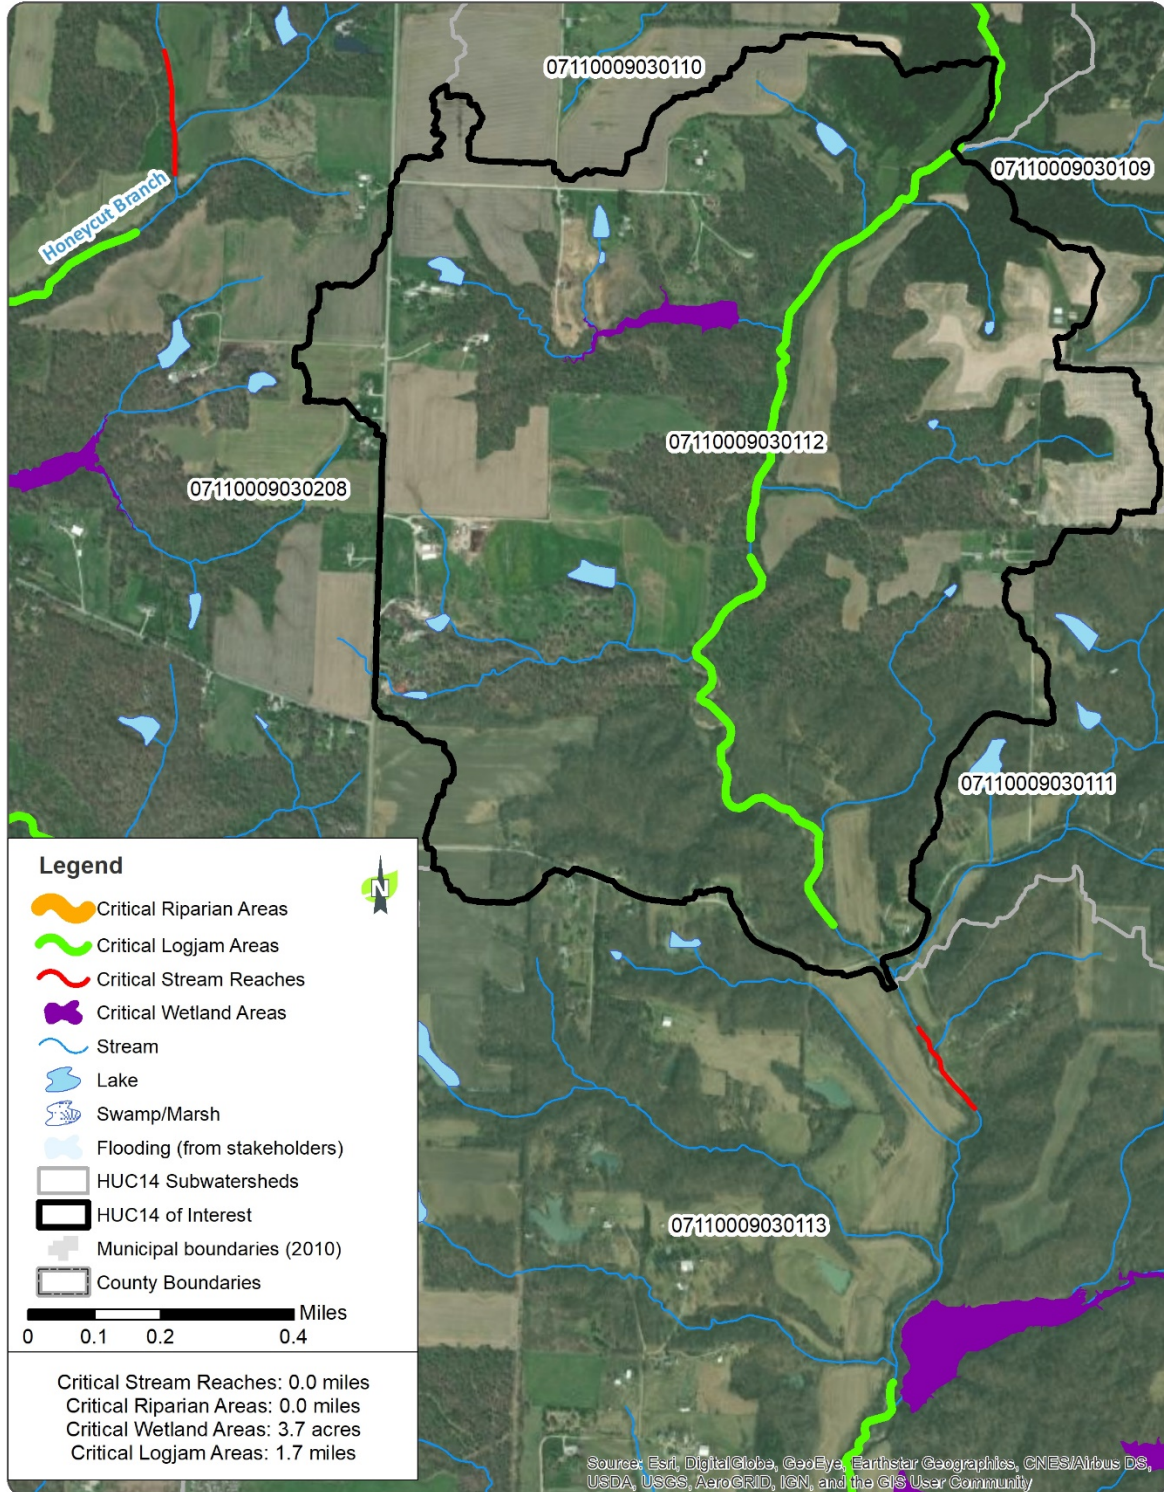 07110009030110
07110009030109
Honeycut Branch
07110009030112
07110009030208
07110009030111
Legend
N
Critical Riparian Areas
Critical Logjam Areas
Critical Stream Reaches
Critical Wetland Areas
Stream
Lake
Swamp/Marsh
Flooding (from stakeholders)
HUC14 Subwatersheds
HUC14 of Interest
Municipal boundaries (2010)
County Boundaries
Miles
0 0.1 0.2 0.4
07110009030113
Critical Stream Reaches: 0.0 miles
Critical Riparian Areas: 0.0 miles
Critical Wetland Areas: 3.7 acres
Critical Logjam Areas: 1.7 miles
Source: Esri, DigitalGlobe, GeoEye, Earthstar Geographics, CNES/Airbus DS,
USDA, USGS, AeroGRID, IGN, and the GIS User Community